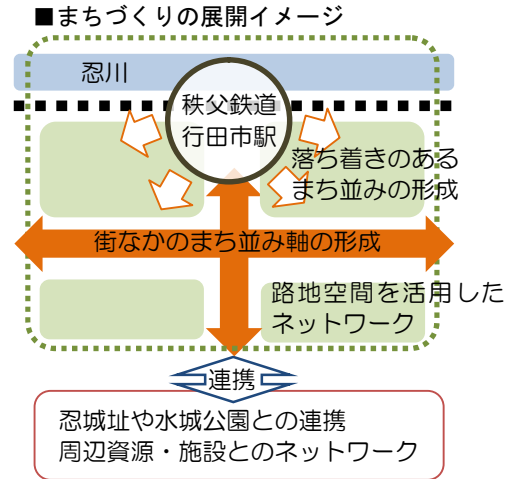 ■まちづくりの展開イメージ
忍川
秩父鉄道
行田市駅
落ち着きのある
まち並みの形成
街なかのまち並み軸の形成
路地空間を活用した
ネットワーク
連携
忍城址や水城公園との連携
周辺資源・施設とのネットワーク